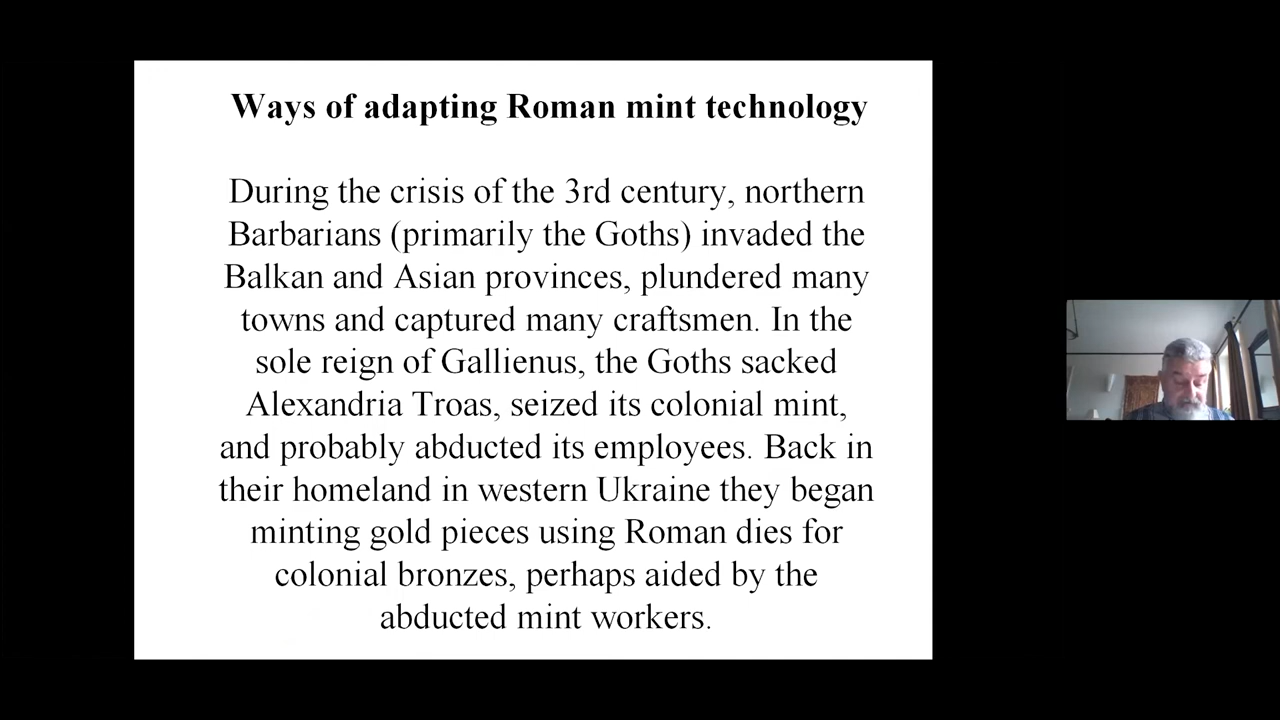 Ways of adapting Roman mint technology
During the crisis of the 3rd century, northern
Barbarians (primarily the Goths) invaded the
Balkan and Asian provinces, plundered many
towns and captured many craftsmen. In the
sole reign of Gallienus, the Goths sacked
Alexandria Troas, seized its colonial mint,
and probably abducted its employees. Back in
their homeland in western Ukraine they began
minting gold pieces using Roman dies for
colonial bronzes, perhaps aided by the
abducted mint workers.